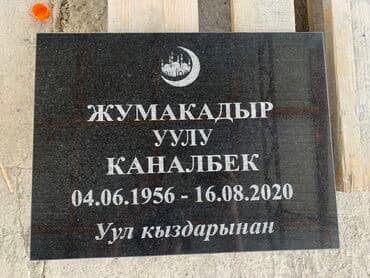 ЖУМАКАДЫР
УУЛУ
КАНАЛБЕК
04.06.1956 - 16.08.2020
Уул кыздарынан